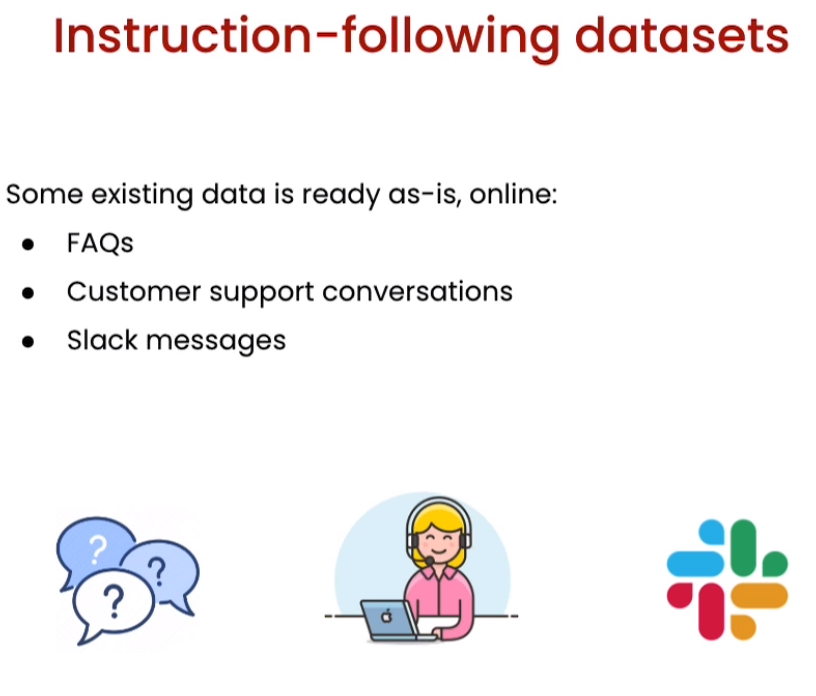 Instruction-following datasets
Some existing data is ready as-is, online:
● FAQs
● Customer support conversations
● Slack messages
? ?
?